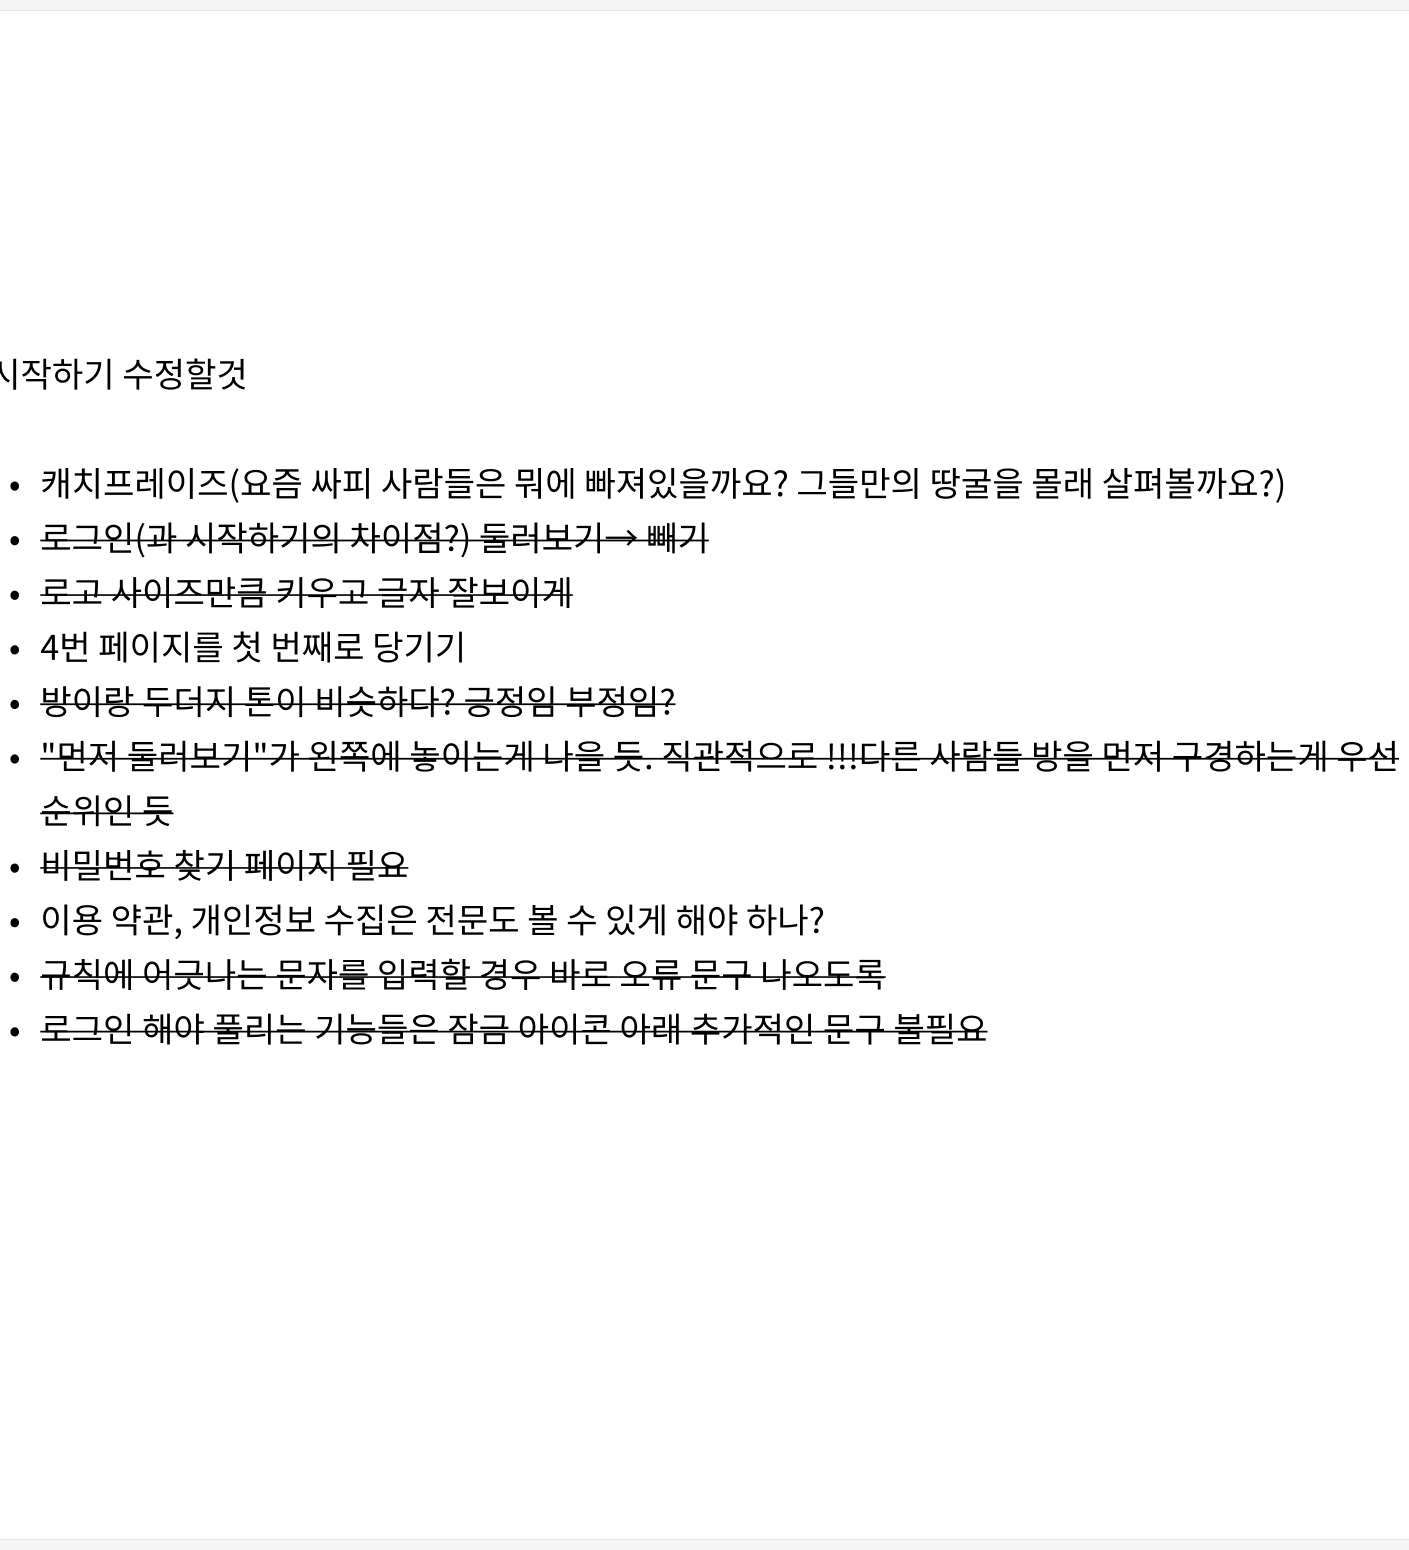 시작하기 수정할것
• 캐치프레이즈(요즘 싸피 사람들은 뭐에 빠져있을까요? 그들만의 땅굴을 몰래 살펴볼까요?)
• 로그인(과 시작하기의 차이점?) 둘러보기→ 빼기
• 로고 사이즈만큼 키우고 글자 잘보이게
• 4번 페이지를 첫 번째로 당기기
• 방이랑 두더지 톤이 비슷하다? 긍정임 부정임?
• "먼저 둘러보기"가 왼쪽에 놓이는게 나을 듯. 직관적으로 !!!다른 사람들 방을 먼저 구경하는게 우선
순위인 듯
• 비밀번호 찾기 페이지 필요
• 이용 약관, 개인정보 수집은 전문도 볼 수 있게 해야 하나?
• 규칙에 어긋나는 문자를 입력할 경우 바로 오류 문구 나오도록
• 로그인 해야 풀리는 기능들은 잠금 아이콘 아래 추가적인 문구 불필요